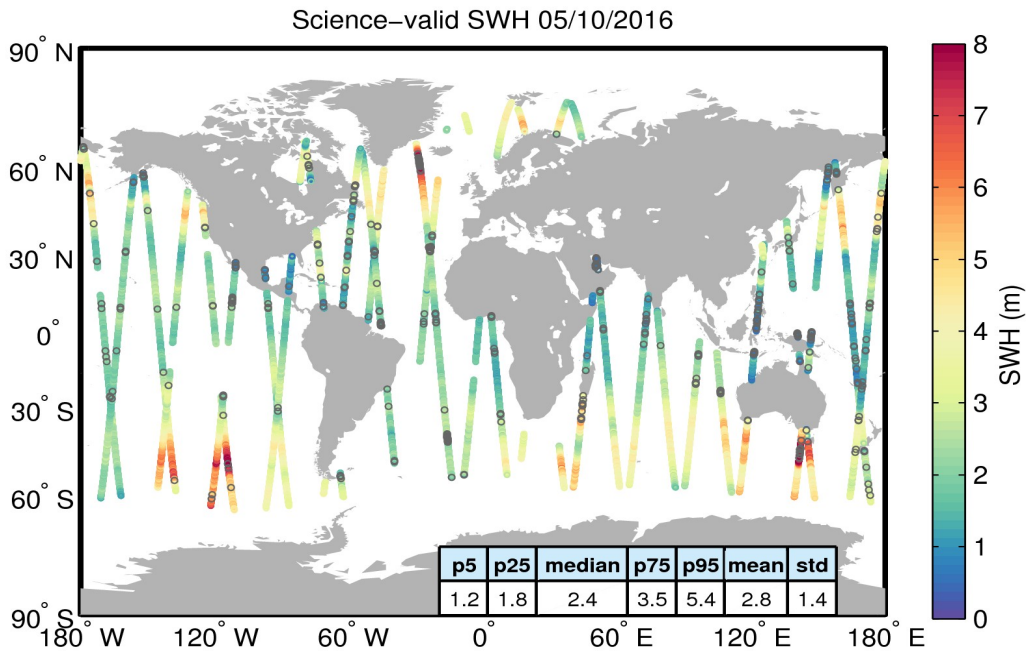 Science−valid SWH 05/10/2016
90° N
60° N
30° N
0°
30° S
60° S
90° S
180° W
120° W
60° W
0°
60° E
120° E
180° E
p5 p25 median p75 p95 mean std
1.2 1.8 2.4 3.5 5.4 2.8 1.4
8
7
6
5
4
3
2
1
0
SWH (m)